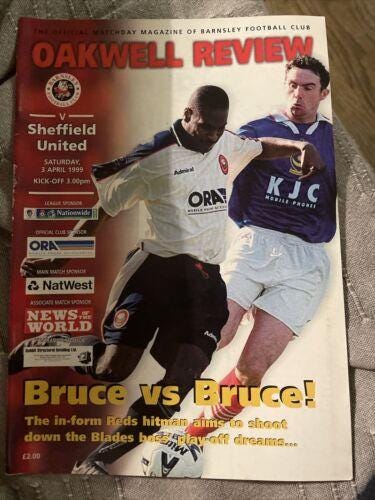 THE OFFICIAL MATCHDAY MAGAZINE OF BARNSLEY FOOTBALL CLUB
OAKWELL REVIEW
BARNSLEY
V
Sheffield
United
SATURDAY,
3 APRIL 1999
KICK-OFF 3.00pm
LEAGUE SPONSOR
Nationwide
OFFICIAL CLUB SPONSOR
ORA
MAIN MATCH SPONSOR
NatWest
ASSOCIATE MATCH SPONSOR
NEWS OF THE
WORLD
Admiral
ORA
KJC
MOBILE PHONES
Bruce vs Bruce!
The in-form Reds hitman aims to shoot
down the Blades boss' play-off dreams...
£2.00